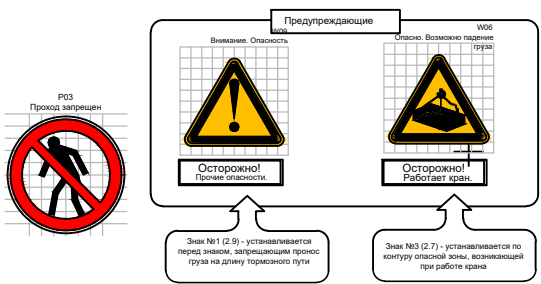 Предупреждающие
W09
Внимание. Опасность
W06
Опасно. Возможно падение
груза
P03
Проход запрещен
Осторожно!
Прочие опасности.
Осторожно!
Работает кран.
Знак №1 (2.9) - устанавливается
перед знаком, запрещающим пронос
груза на длину тормозного пути
Знак №3 (2.7) - устанавливается по
контуру опасной зоны, возникающей
при работе крана